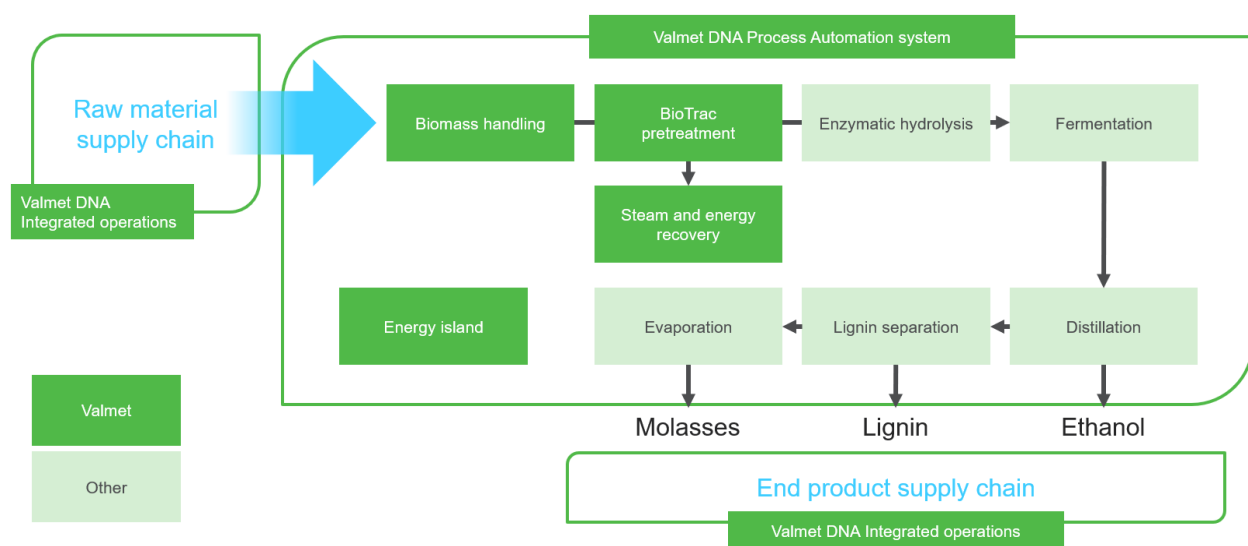 Valmet DNA Process Automation system
Raw material
supply chain
Valmet DNA
Integrated operations
Biomass handling
BioTrac
pretreatment
Enzymatic hydrolysis
Fermentation
Steam and energy
recovery
Energy island
Evaporation
Lignin separation
Distillation
Valmet
Other
Molasses
Lignin
Ethanol
End product supply chain
Valmet DNA Integrated operations